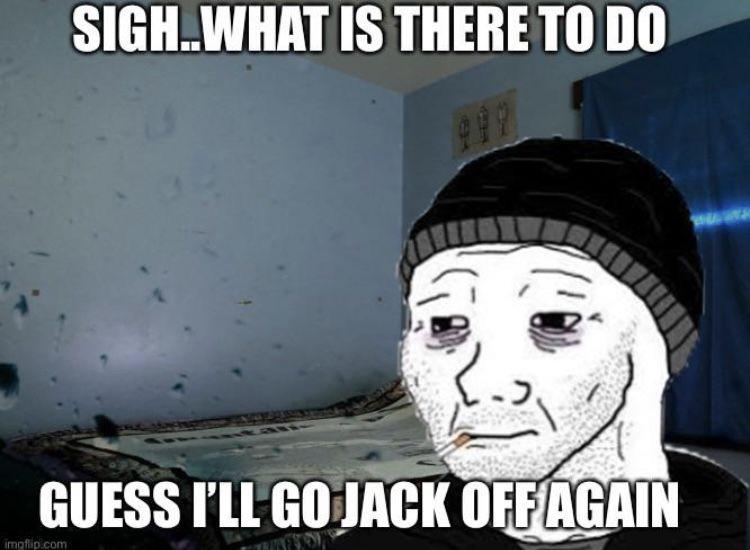 SIGH..WHAT IS THERE TO DO
GUESS I'LL GO JACK OFF AGAIN
imgflip.com